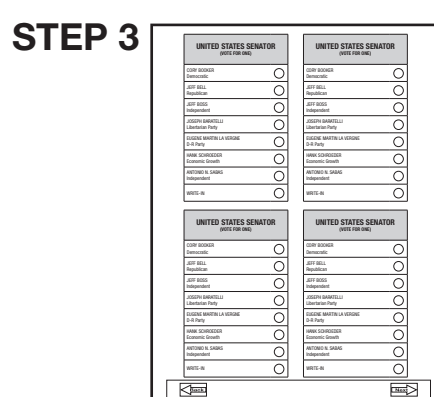 STEP 3
UNITED STATES SENATOR
(VOTE FOR ONE)
CORY BOOKER
Democratic
JEFF BELL
Republican
JEFF BOSS
Independent
JOSEPH BARATELLI
Libertarian Party
EUGENE MARTIN LA VERGNE
D-R Party
HANK SCHROEDER
Economic Growth
ANTONIO N. SABAS
Independent
WRITE-IN
UNITED STATES SENATOR
(VOTE FOR ONE)
CORY BOOKER
Democratic
JEFF BELL
Republican
JEFF BOSS
Independent
JOSEPH BARATELLI
Libertarian Party
EUGENE MARTIN LA VERGNE
D-R Party
HANK SCHROEDER
Economic Growth
ANTONIO N. SABAS
Independent
WRITE-IN
UNITED STATES SENATOR
(VOTE FOR ONE)
CORY BOOKER
Democratic
JEFF BELL
Republican
JEFF BOSS
Independent
JOSEPH BARATELLI
Libertarian Party
EUGENE MARTIN LA VERGNE
D-R Party
HANK SCHROEDER
Economic Growth
ANTONIO N. SABAS
Independent
WRITE-IN
UNITED STATES SENATOR
(VOTE FOR ONE)
CORY BOOKER
Democratic
JEFF BELL
Republican
JEFF BOSS
Independent
JOSEPH BARATELLI
Libertarian Party
EUGENE MARTIN LA VERGNE
D-R Party
HANK SCHROEDER
Economic Growth
ANTONIO N. SABAS
Independent
WRITE-IN
Back
Next